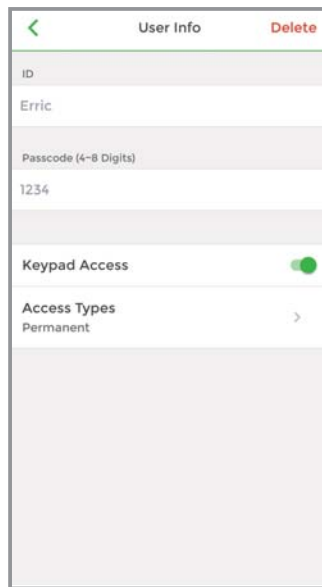 User Info
Delete
ID
Erric
Passcode (4~8 Digits)
1234
Keypad Access
Access Types
Permanent